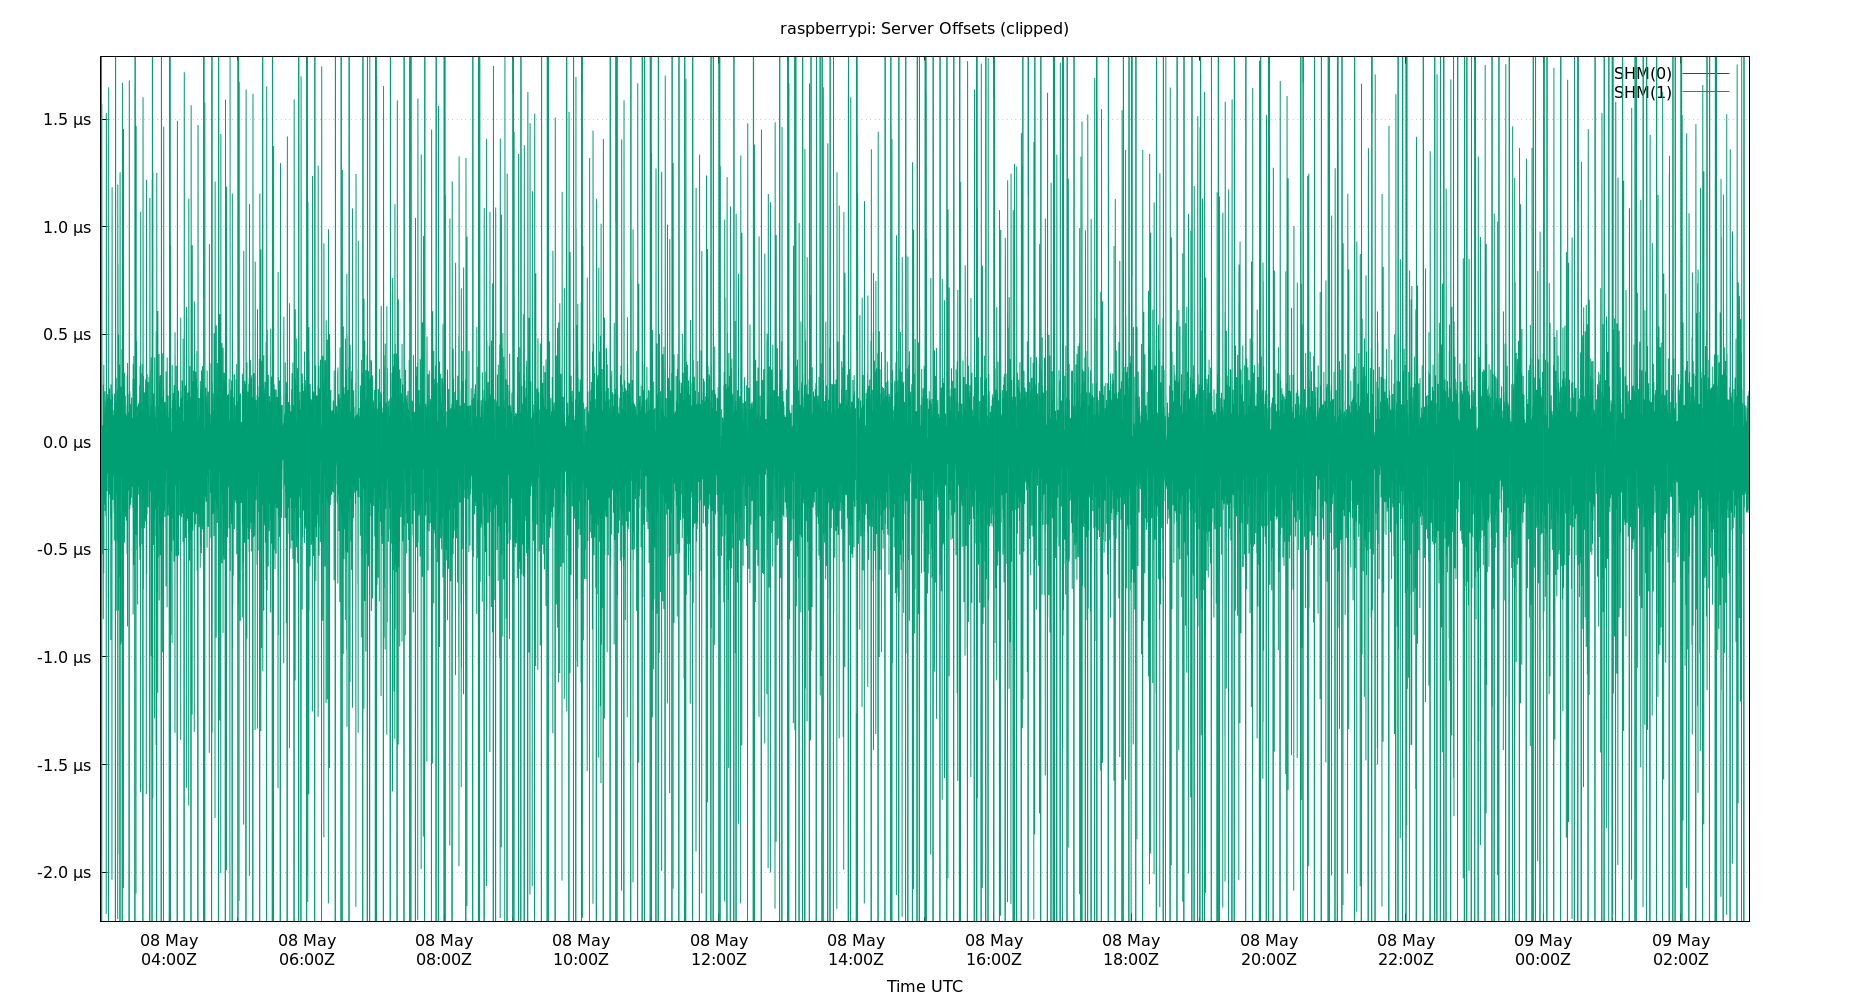 raspberrypi: Server Offsets (clipped)
SHM(0)
SHM(1)
1.5 µs
1.0 µs
0.5 µs
0.0 µs
-0.5 µs
-1.0 µs
-1.5 µs
-2.0 µs
08 May 08 May 08 May 08 May 08 May 08 May 08 May 08 May 08 May 08 May 09 May 09 May
04:00Z 06:00Z 08:00Z 10:00Z 12:00Z 14:00Z 16:00Z 18:00Z 20:00Z 22:00Z 00:00Z 02:00Z
Time UTC